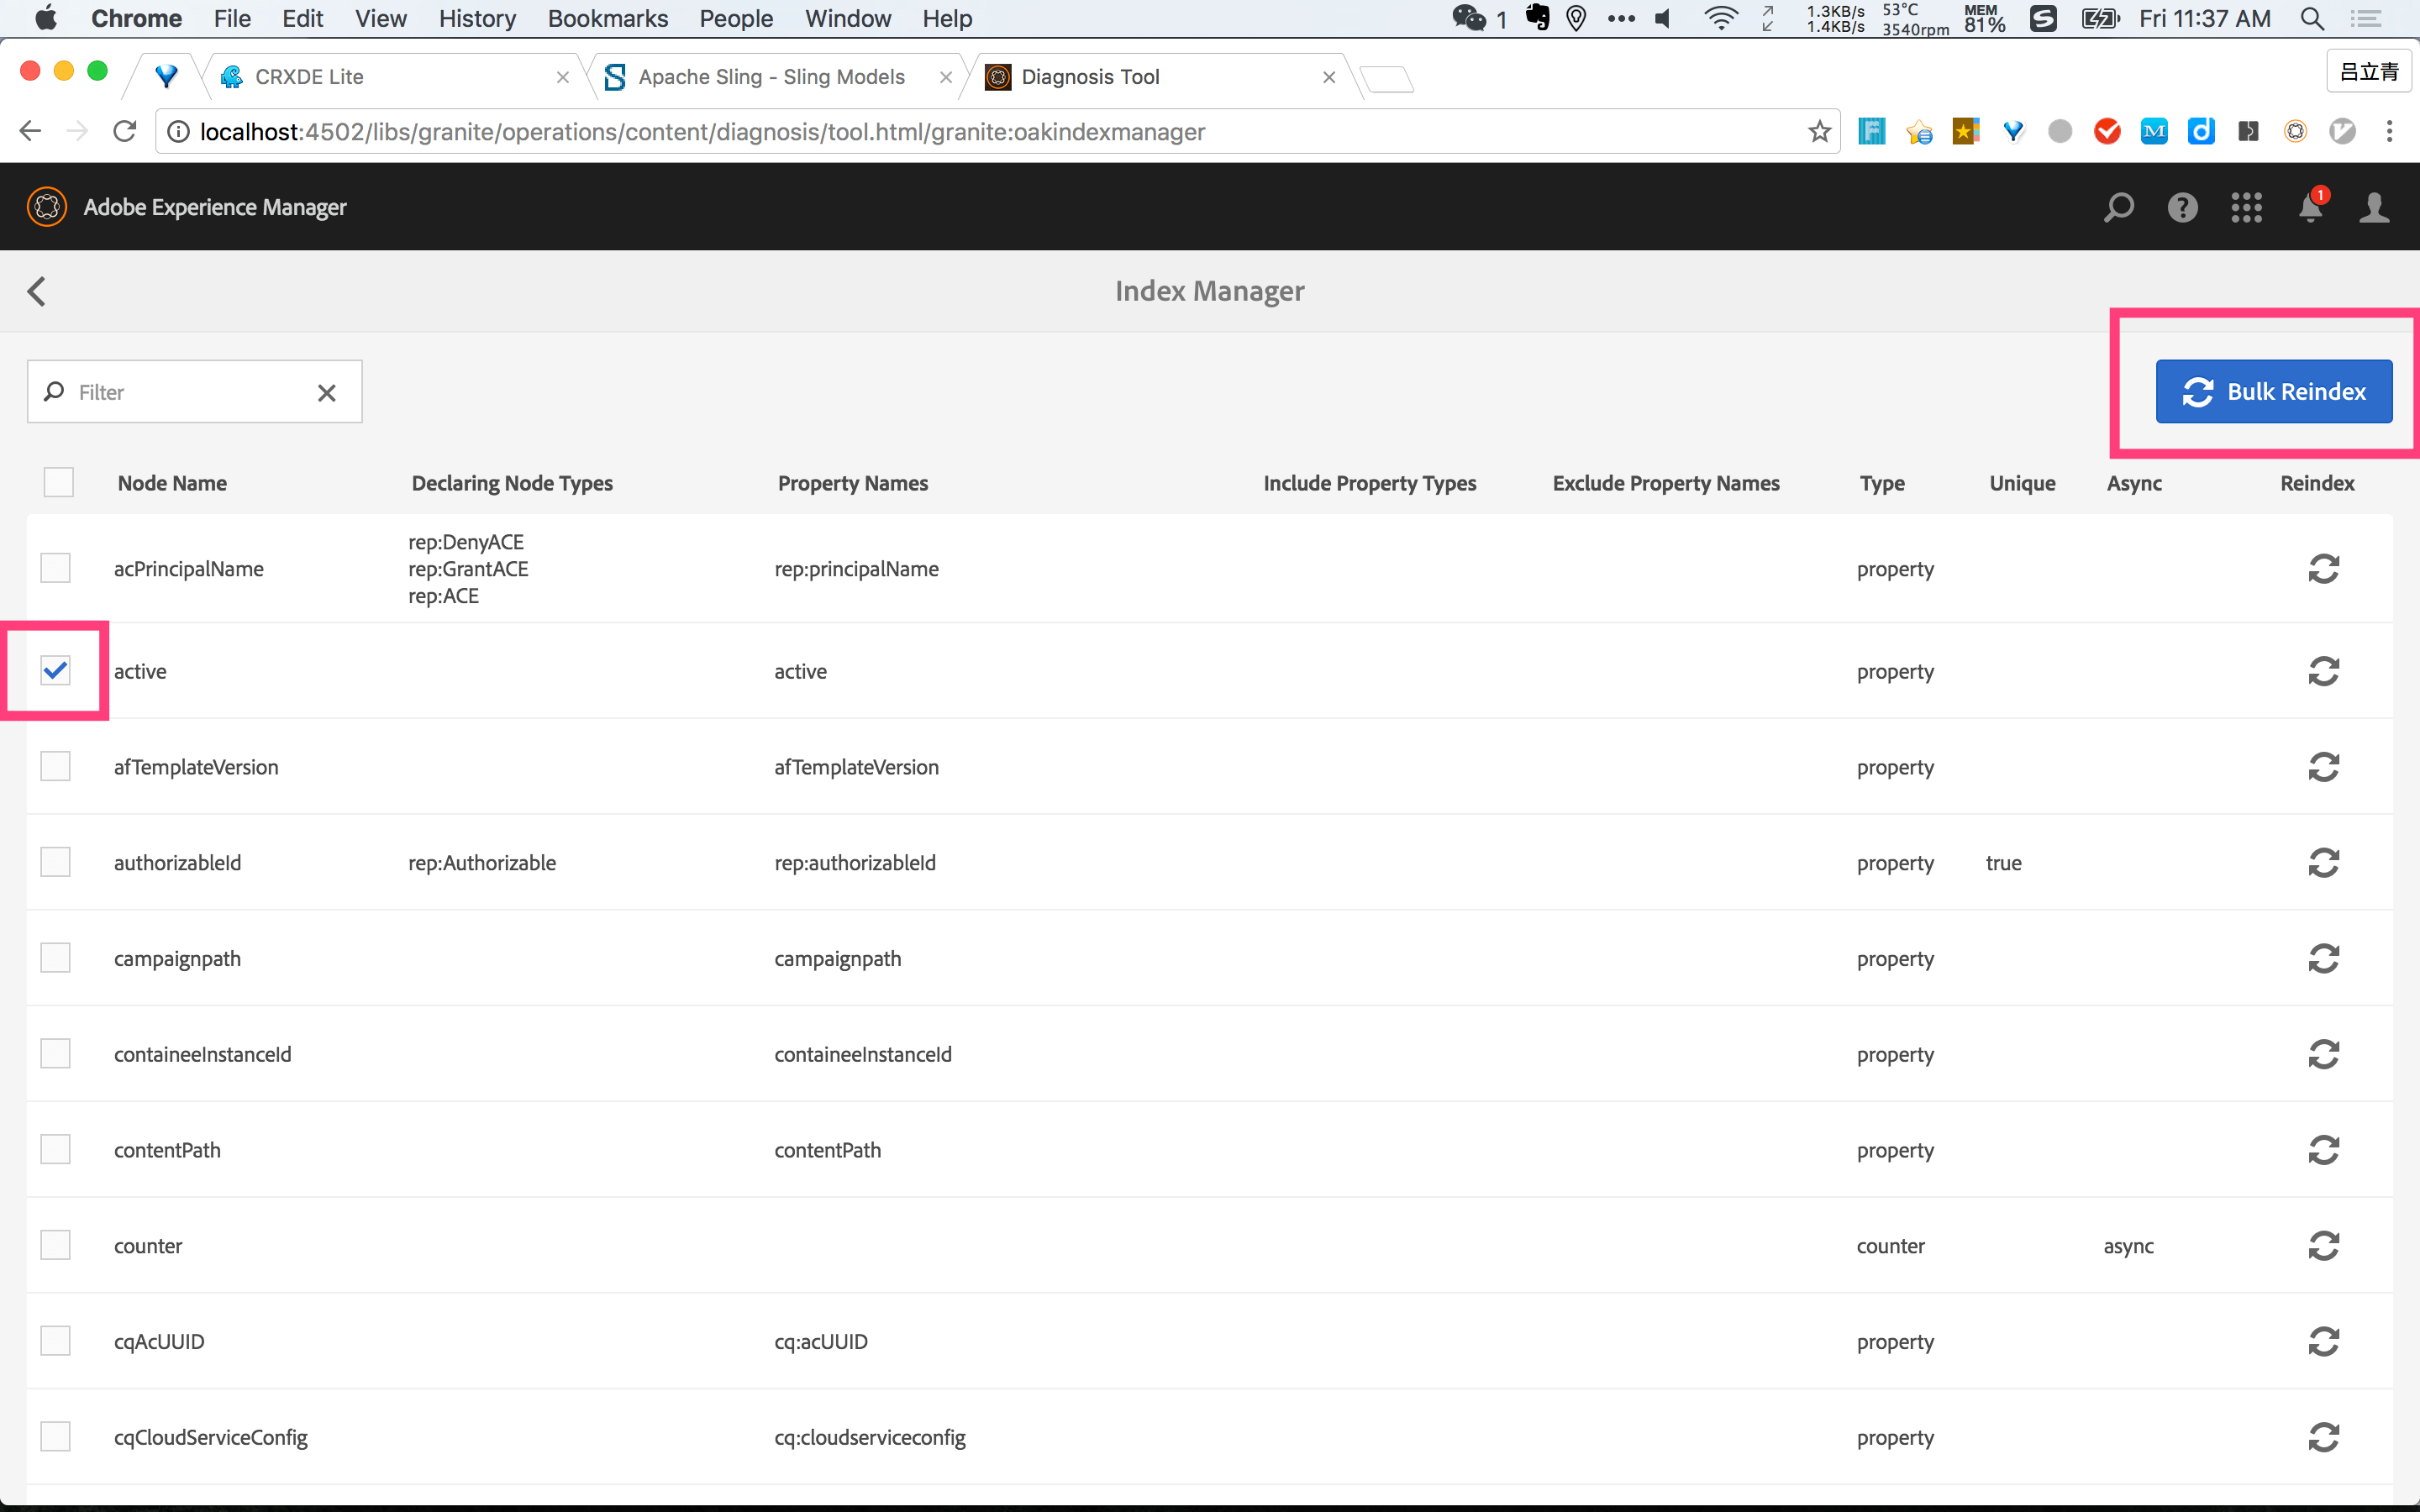 Chrome File Edit View History Bookmarks People Window Help 1 1.3KB/s 1.4KB/s 53°C 3540rpm MEM 81% Fri 11:37 AM
CRXDE Lite Apache Sling - Sling Models Diagnosis Tool 吕立青
localhost:4502/libs/granite/operations/content/diagnosis/tool.html/granite:oakindexmanager
Adobe Experience Manager 1
Index Manager
Filter Bulk Reindex
Node Name Declaring Node Types Property Names Include Property Types Exclude Property Names Type Unique Async Reindex
rep:DenyACE
acPrincipalName rep:GrantACE rep:principalName property
rep:ACE
active active property
afTemplateVersion afTemplateVersion property
authorizableId rep:Authorizable rep:authorizableId property true
campaignpath campaignpath property
containeeInstanceId containeeInstanceId property
contentPath contentPath property
counter counter async
cqAcUUID cq:acUUID property
cqCloudServiceConfig cq:cloudserviceconfig property